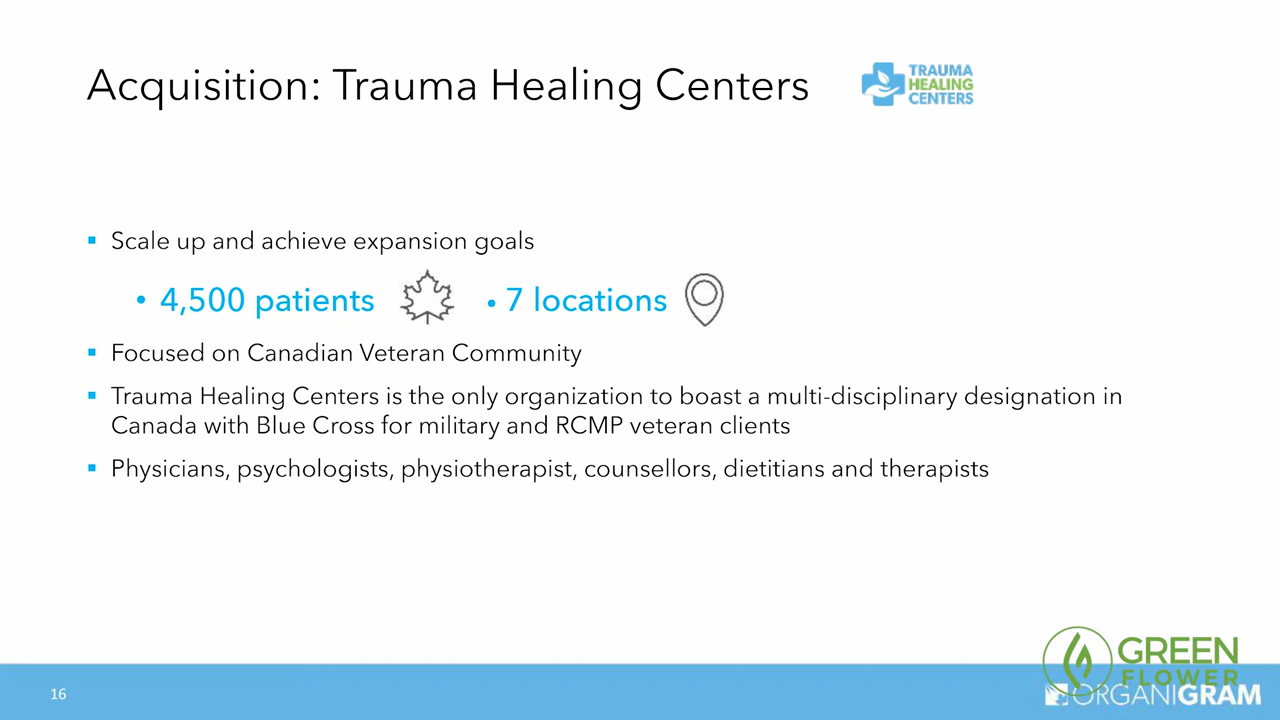 Acquisition: Trauma Healing Centers
TRAUMA
HEALING
CENTERS
▪ Scale up and achieve expansion goals
• 4,500 patients • 7 locations
▪ Focused on Canadian Veteran Community
▪ Trauma Healing Centers is the only organization to boast a multi-disciplinary designation in
Canada with Blue Cross for military and RCMP veteran clients
▪ Physicians, psychologists, physiotherapist, counsellors, dietitians and therapists
GREEN
FLOWER
16
ORGANIGRAM